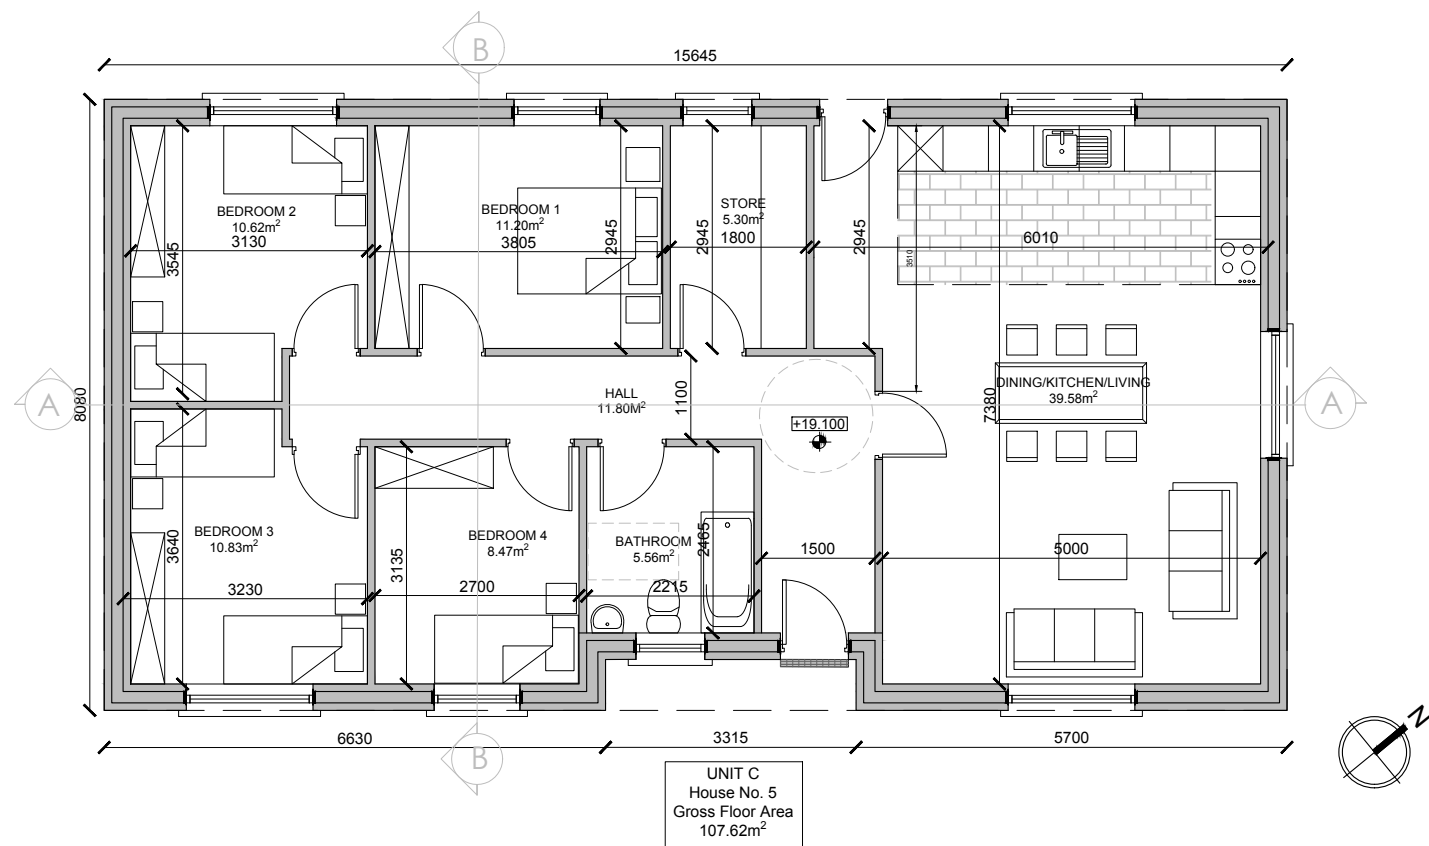 B
15645
BEDROOM 2
10.62m²
3130
3545
BEDROOM 1
11.20m²
3805
2945
STORE
5.30m²
1800
2945
2945
3510
6010
A
8080
HALL
11.80M²
1100
+19.100
DINING/KITCHEN/LIVING
39.58m²
7380
A
BEDROOM 3
10.83m²
3640
3230
BEDROOM 4
8.47m²
3135
2700
BATHROOM
5.56m²
2465
2215
1500
5000
6630
B
3315
5700
N
UNIT C
House No. 5
Gross Floor Area
107.62m²